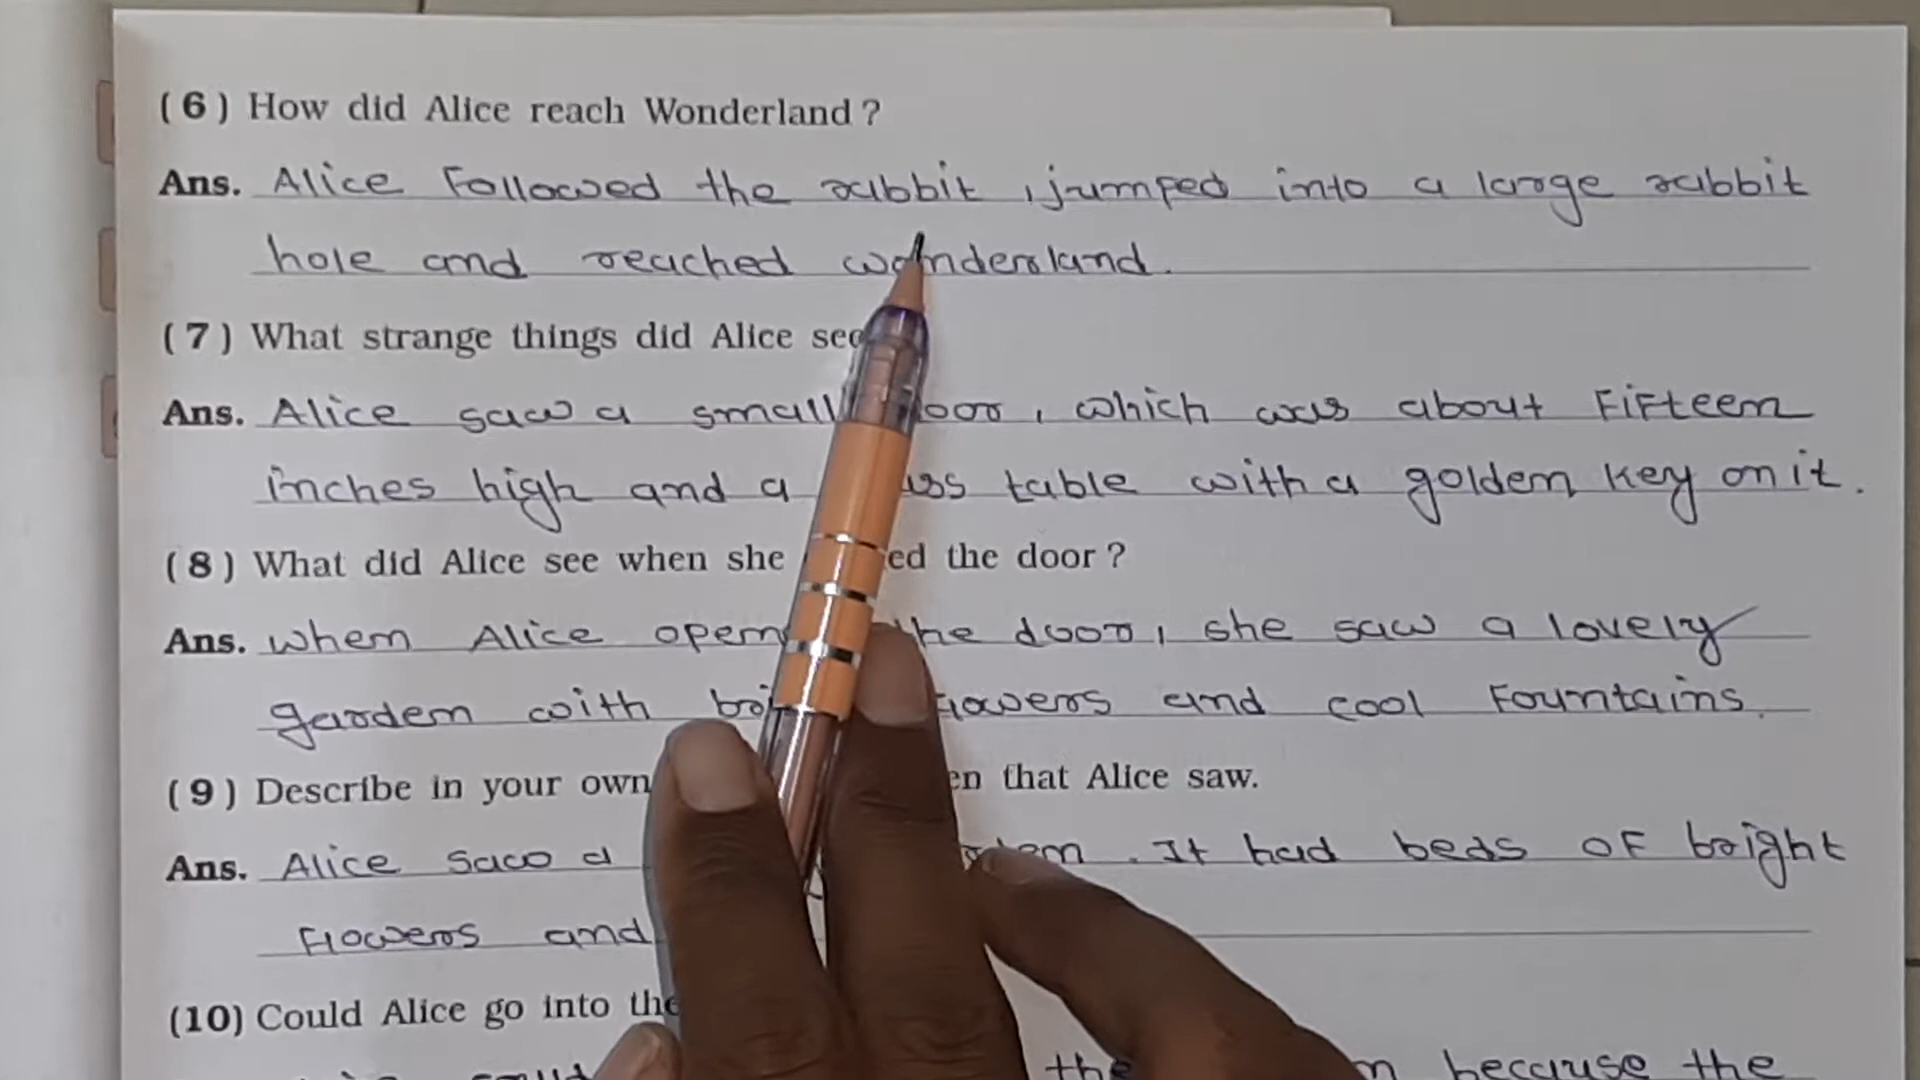 (6) How did Alice reach Wonderland?
Ans. Alice Followed the rabbit, jumped into a large rabbit
hole and reached wonderland.
(7) What strange things did Alice
Ans. Alice saw a small, which was about Fifteen
inches high and a table with a golden key on it.
(8) What did Alice see when she the door?
Ans. when Alice the door, she saw a lovely
garden with and cool Fountains.
(9) Describe in your own that Alice saw.
Ans. Alice saw a. It had beds of bright
Flowers and
(10) Could Alice go into
the because the